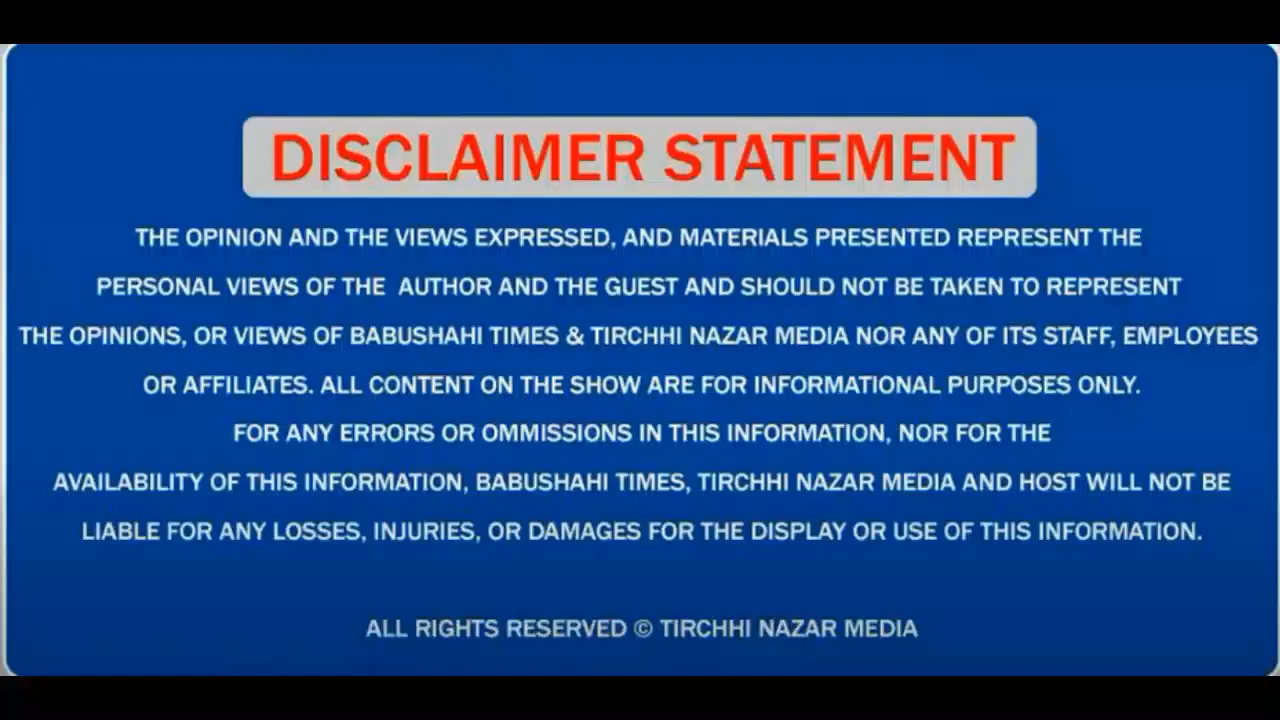 DISCLAIMER STATEMENT
THE OPINION AND THE VIEWS EXPRESSED, AND MATERIALS PRESENTED REPRESENT THE
PERSONAL VIEWS OF THE AUTHOR AND THE GUEST AND SHOULD NOT BE TAKEN TO REPRESENT
THE OPINIONS, OR VIEWS OF BABUSHAHI TIMES & TIRCHHI NAZAR MEDIA NOR ANY OF ITS STAFF, EMPLOYEES
OR AFFILIATES. ALL CONTENT ON THE SHOW ARE FOR INFORMATIONAL PURPOSES ONLY.
FOR ANY ERRORS OR OMMISSIONS IN THIS INFORMATION, NOR FOR THE
AVAILABILITY OF THIS INFORMATION, BABUSHAHI TIMES, TIRCHHI NAZAR MEDIA AND HOST WILL NOT BE
LIABLE FOR ANY LOSSES, INJURIES, OR DAMAGES FOR THE DISPLAY OR USE OF THIS INFORMATION.
ALL RIGHTS RESERVED © TIRCHHI NAZAR MEDIA